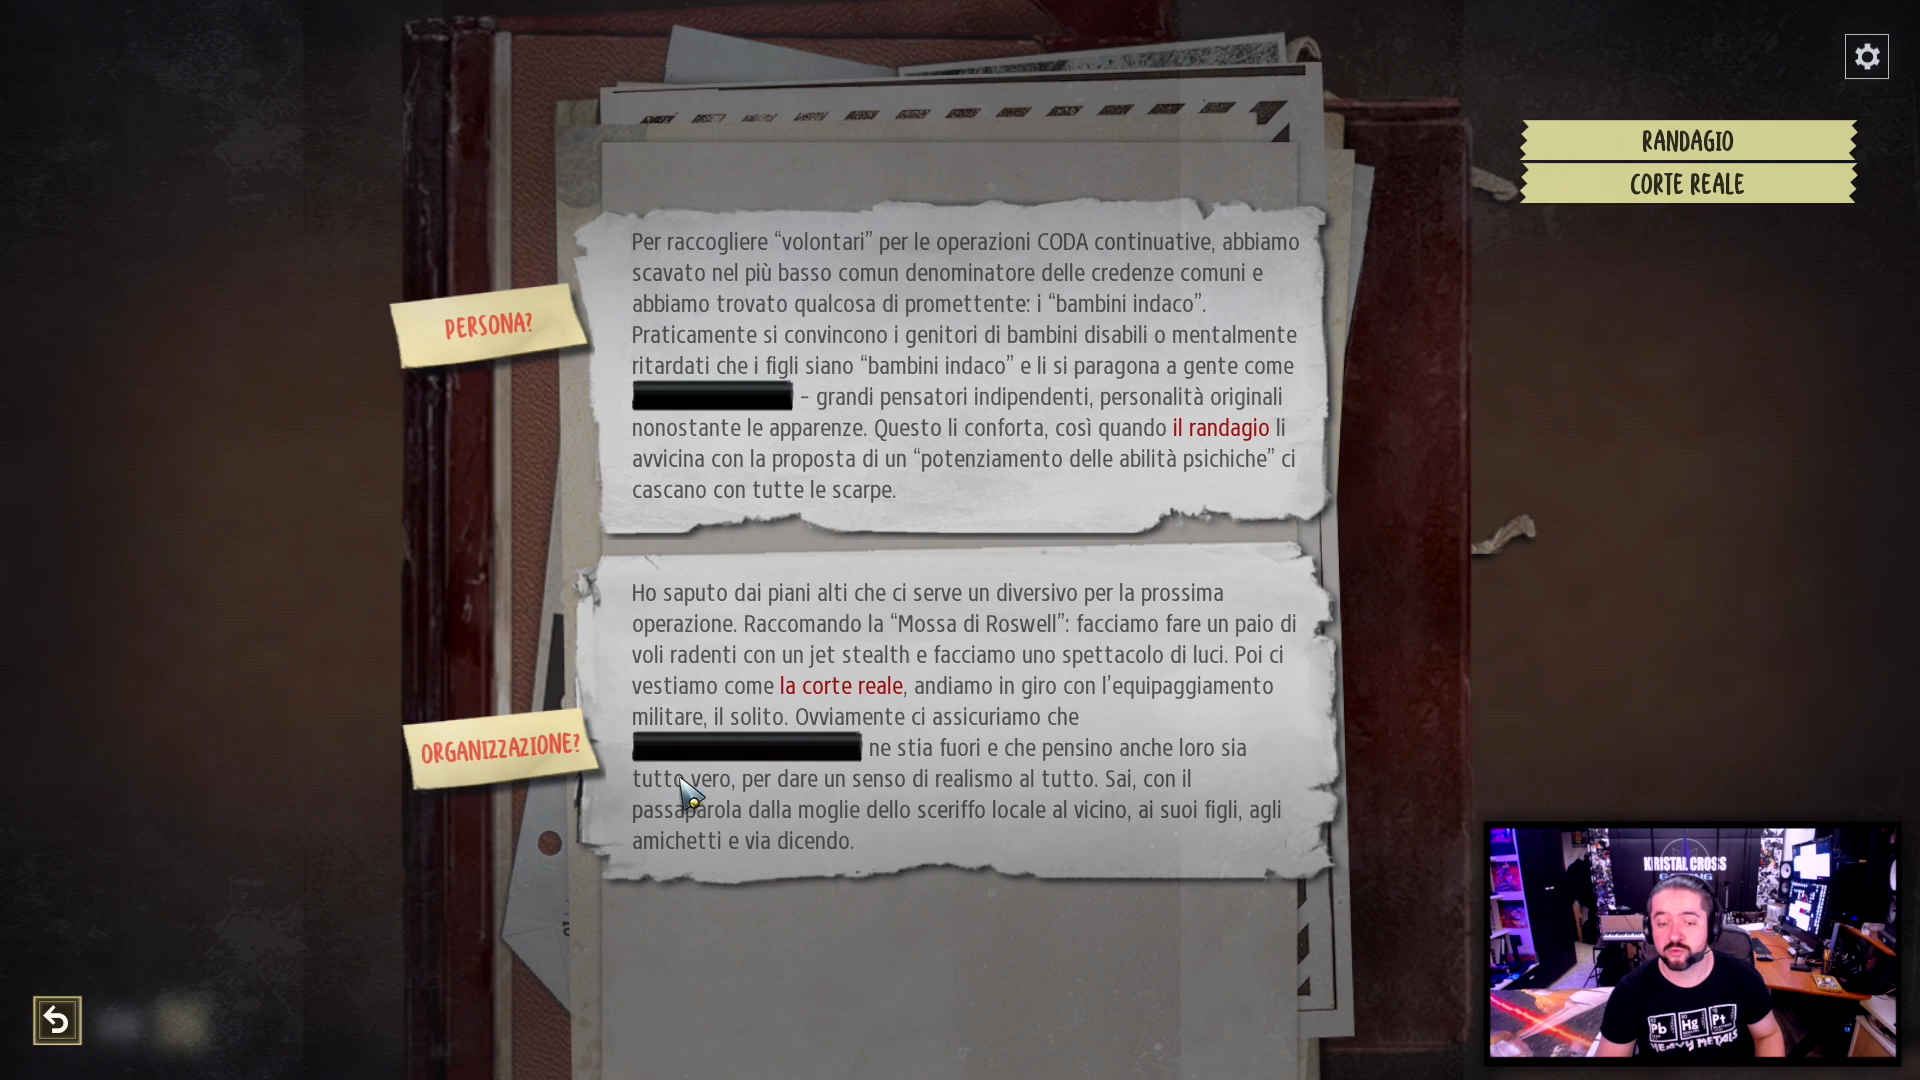 RANDAGIO
CORTE REALE
PERSONA?
Per raccogliere “volontari” per le operazioni CODA continuative, abbiamo
scavato nel più basso comun denominatore delle credenze comuni e
abbiamo trovato qualcosa di promettente: i “bambini indaco”.
Praticamente si convincono i genitori di bambini disabili o mentalmente
ritardati che i figli siano “bambini indaco” e li si paragona a gente come
- grandi pensatori indipendenti, personalità originali
nonostante le apparenze. Questo li conforta, così quando il randagio li
avvicina con la proposta di un “potenziamento delle abilità psichiche” ci
cascano con tutte le scarpe.
ORGANIZZAZIONE?
Ho saputo dai piani alti che ci serve un diversivo per la prossima
operazione. Raccomando la “Mossa di Roswell”: facciamo fare un paio di
voli radenti con un jet stealth e facciamo uno spettacolo di luci. Poi ci
vestiamo come la corte reale, andiamo in giro con l’equipaggiamento
militare, il solito. Ovviamente ci assicuriamo che
ne stia fuori e che pensino anche loro sia
tutto vero, per dare un senso di realismo al tutto. Sai, con il
passaparola dalla moglie dello sceriffo locale al vicino, ai suoi figli, agli
amichetti e via dicendo.
KRISTAL CROSS
GAMING
Pb Hg Pt
HEAVY METALS